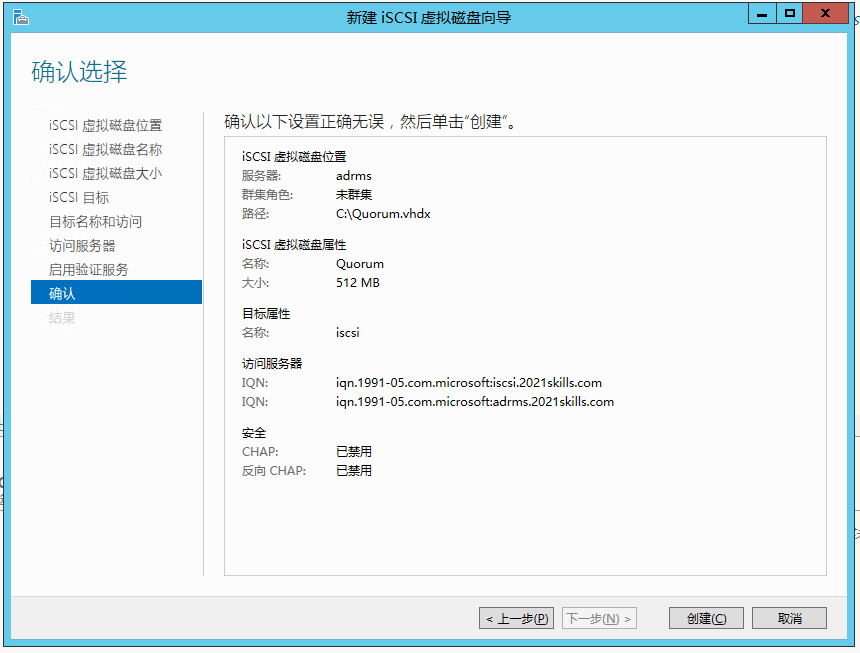 新建 iSCSI 虚拟磁盘向导
确认选择
iSCSI 虚拟磁盘位置
iSCSI 虚拟磁盘名称
iSCSI 虚拟磁盘大小
iSCSI 目标
目标名称和访问
访问服务器
启用验证服务
确认
结果
确认以下设置正确无误，然后单击“创建”。
iSCSI 虚拟磁盘位置
服务器: adrms
群集角色: 未群集
路径: C:\Quorum.vhdx
iSCSI 虚拟磁盘属性
名称: Quorum
大小: 512 MB
目标属性
名称: iscsi
访问服务器
IQN: iqn.1991-05.com.microsoft:iscsi.2021skills.com
IQN: iqn.1991-05.com.microsoft:adrms.2021skills.com
安全
CHAP: 已禁用
反向 CHAP: 已禁用
< 上一步(P) 下一步(N) > 创建(C) 取消